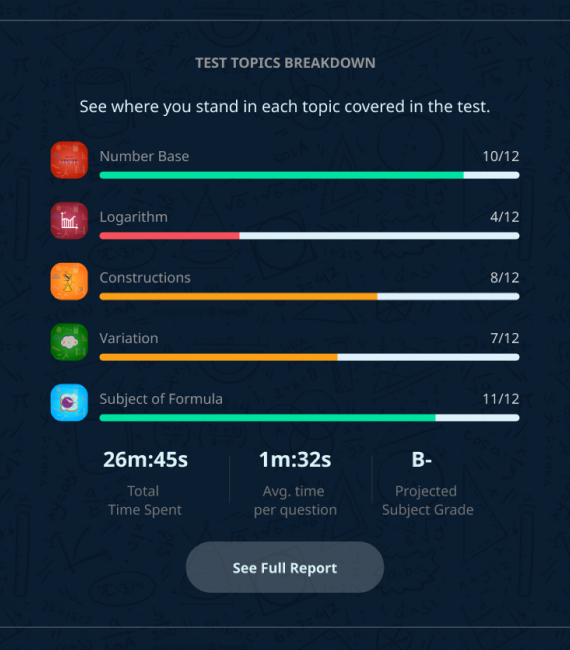 TEST TOPICS BREAKDOWN
See where you stand in each topic covered in the test.
Number Base 10/12
Logarithm 4/12
Constructions 8/12
Variation 7/12
Subject of Formula 11/12
26m:45s 1m:32s B-
Total Avg. time Projected
Time Spent per question Subject Grade
See Full Report